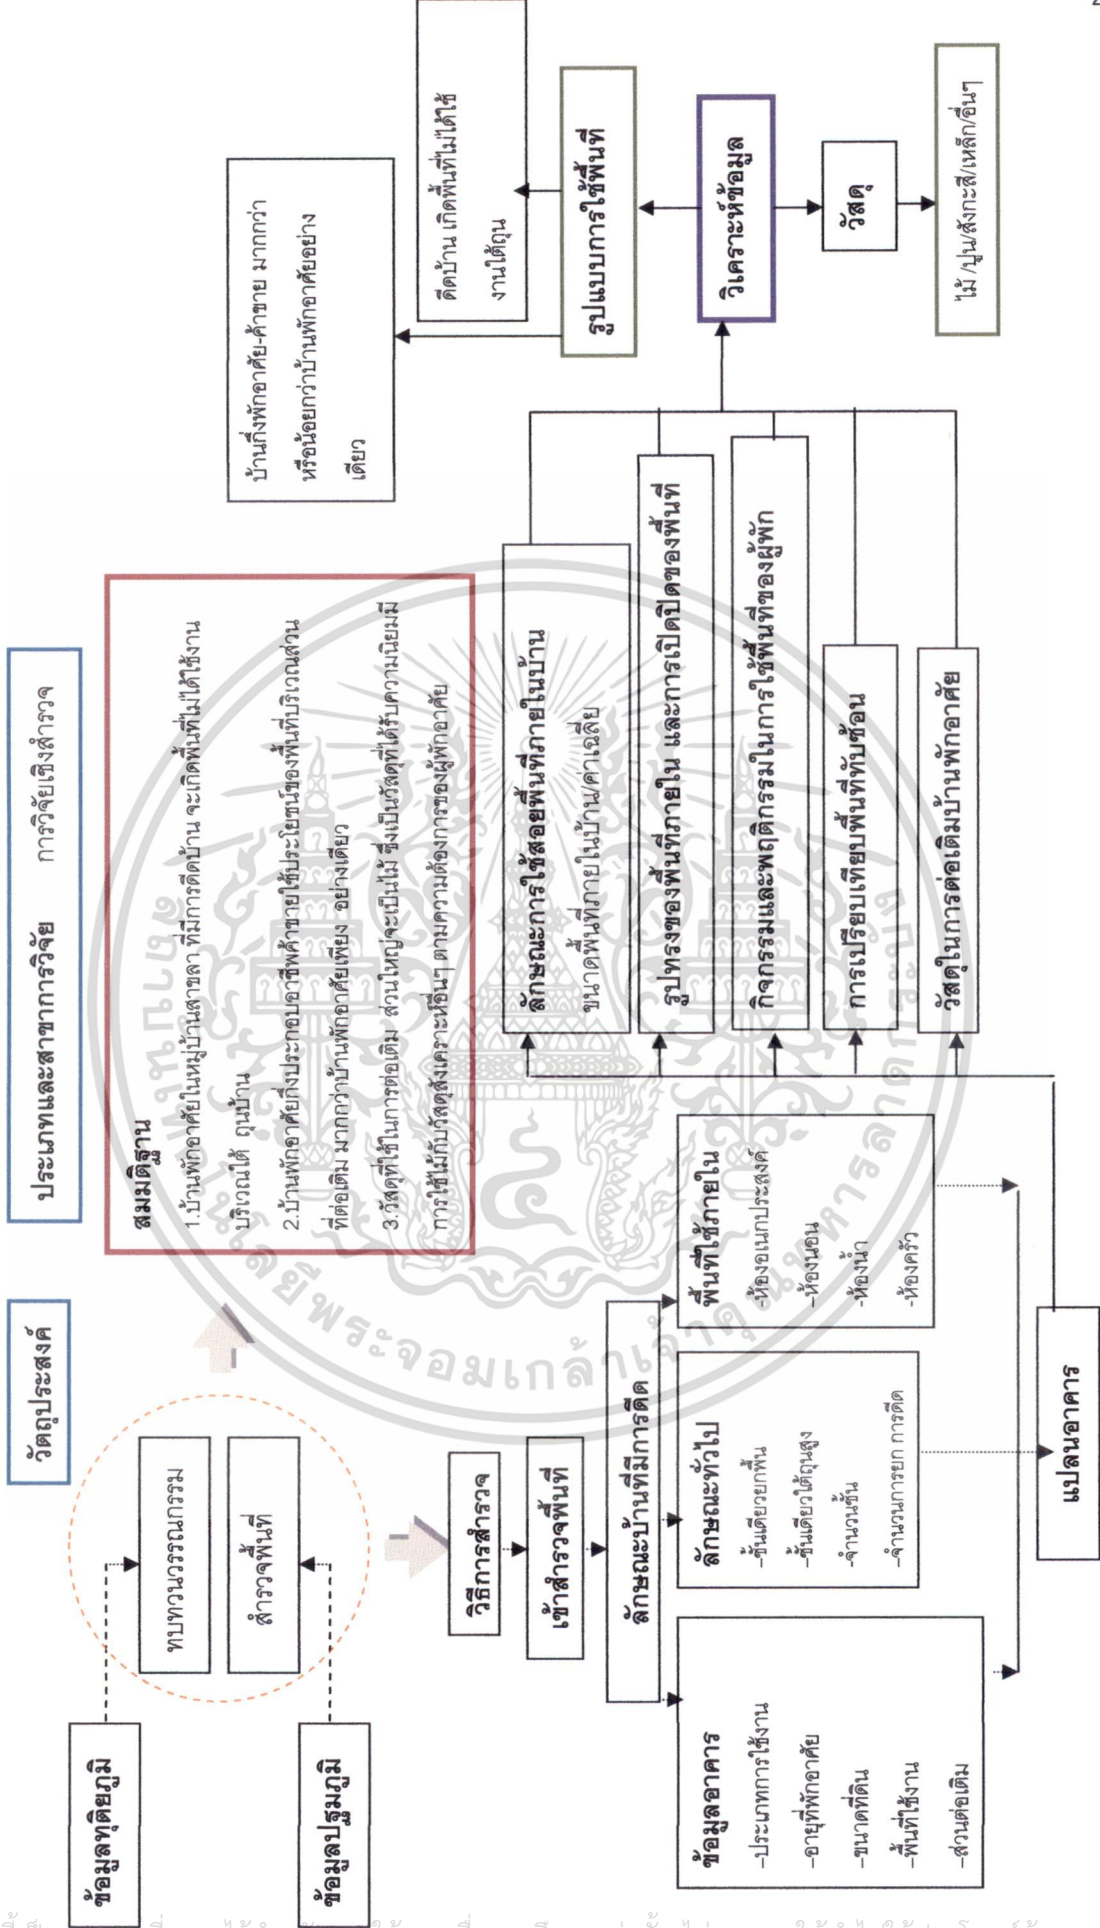 วัตถุประสงค์
ประเภทและสาขาการวิจัย
การวิจัยเชิงสำรวจ
ข้อมูลทุติยภูมิ
ทบทวนวรรณกรรม
สำรวจพื้นที่
ข้อมูลปฐมภูมิ
สมมติฐาน
1.บ้านพักอาศัยในหมู่บ้านสาขลา ที่มีการดีดบ้าน จะเกิดพื้นที่ไม่ได้ใช้งาน
บริเวณใต้ ถุนบ้าน
2.บ้านพักอาศัยกึ่งประกอบอาชีพค้าขายใช้ประโยชน์ของพื้นที่บริเวณส่วน
ที่ต่อเติม มากกว่าบ้านพักอาศัยเพียง อย่างเดียว
3.วัสดุที่ใช้ในการต่อเติม ส่วนใหญ่จะเป็นไม้ ซึ่งเป็นวัสดุที่ได้รับความนิยมมี
การใช้ไม้กับวัสดุสังเคราะห์อื่นๆ ตามความต้องการของผู้พักอาศัย
บ้านกึ่งพักอาศัย-ค้าขาย มากกว่า
หรือน้อยกว่าบ้านพักอาศัยอย่าง
เดียว
ดีดบ้าน เกิดพื้นที่ไม่ได้ใช้
งานใต้ถุน
วิธีการสำรวจ
เข้าสำรวจพื้นที่
ลักษณะบ้านที่มีการดีด
ข้อมูลอาคาร
-ประเภทการใช้งาน
-อายุที่พักอาศัย
-ขนาดที่ดิน
-พื้นที่ใช้งาน
-ส่วนต่อเติม
ลักษณะทั่วไป
-ชั้นเดียวยกพื้น
-ชั้นเดียวใต้ถุนสูง
-จำนวนชั้น
-จำนวนการยก การดีด
พื้นที่ใช้ภายใน
-ห้องอเนกประสงค์
-ห้องนอน
-ห้องน้ำ
-ห้องครัว
แปลนอาคาร
ลักษณะการใช้สอยพื้นที่ภายในบ้าน
ขนาดพื้นที่ภายในบ้าน/ค่าเฉลี่ย
รูปทรงของพื้นที่ภายใน และการเปิดปิดของพื้นที่
กิจกรรมและพฤติกรรมในการใช้พื้นที่ของผู้พัก
การเปรียบเทียบพื้นที่ทับซ้อน
วัสดุในการต่อเติมบ้านพักอาศัย
รูปแบบการใช้พื้นที่
วิเคราะห์ข้อมูล
วัสดุ
ไม้ /ปูน/สังกะสี/เหล็ก/อื่นๆ
สถาบันเทคโนโลยีพระจอมเกล้าเจ้าคุณทหารลาดกระบัง